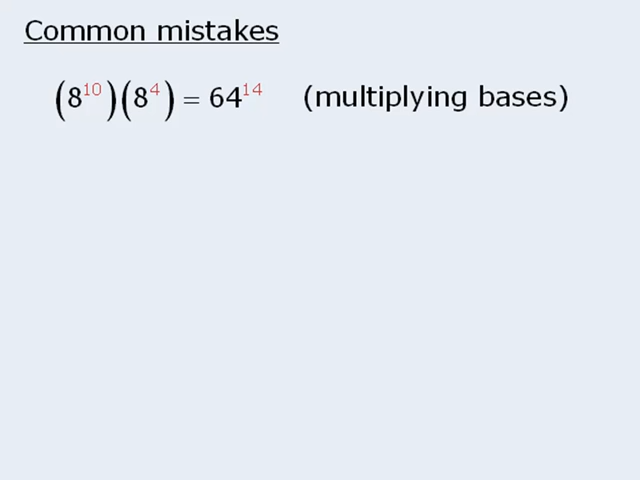 Common mistakes
(8^10)(8^4) = 64^14 (multiplying bases)